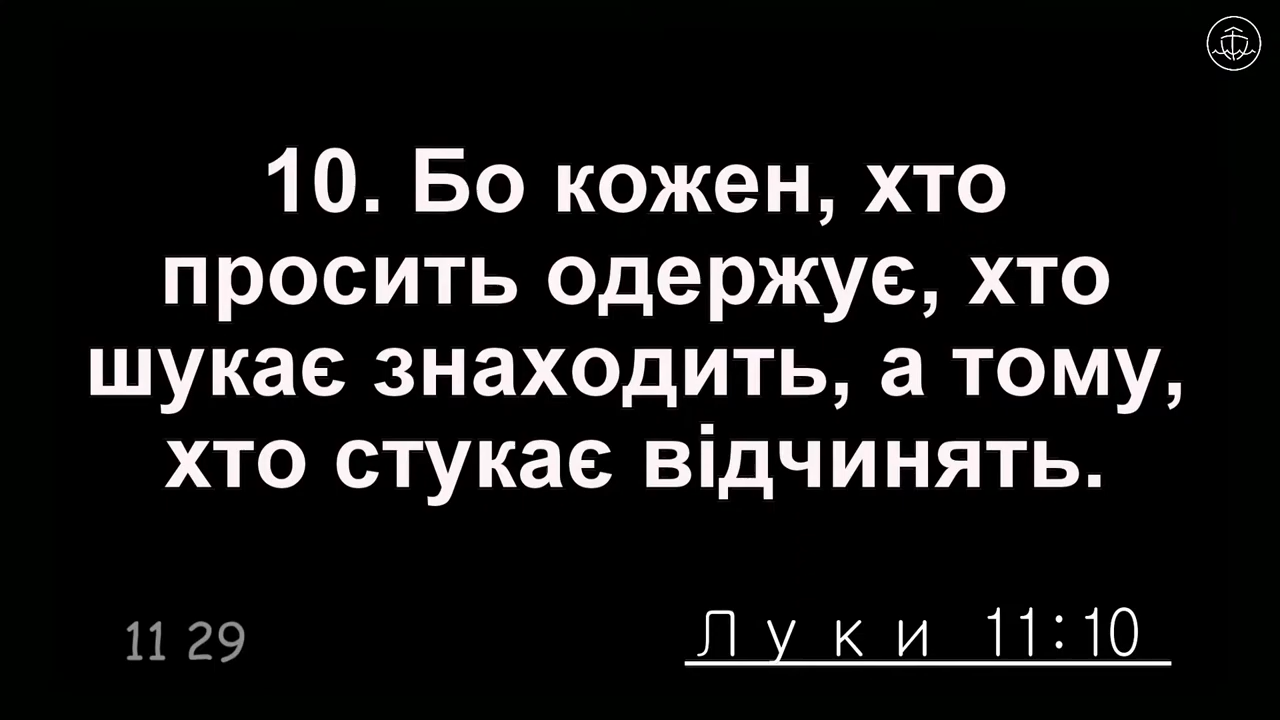 10. Бо кожен, хто
просить одержує, хто
шукає знаходить, а тому,
хто стукає відчинять.
11 29
Луки 11:10